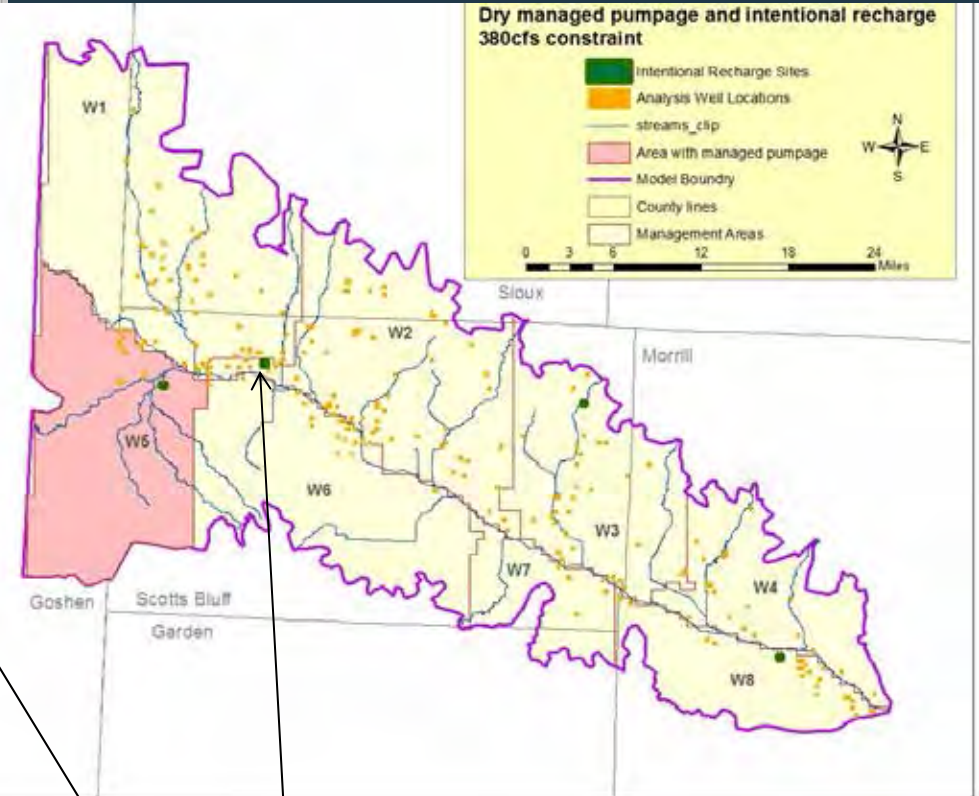 Dry managed pumpage and intentional recharge
380cfs constraint
Intentional Recharge Sites
Analysis Well Locations
streams_clip
Area with managed pumpage
Model Boundry
County lines
Management Areas
N
W E
S
0 3 6 12 18 24
Miles
W1
Sioux
W2
Morrill
W5
W6
W3
W7
W4
Goshen
Scotts Bluff
Garden
W8